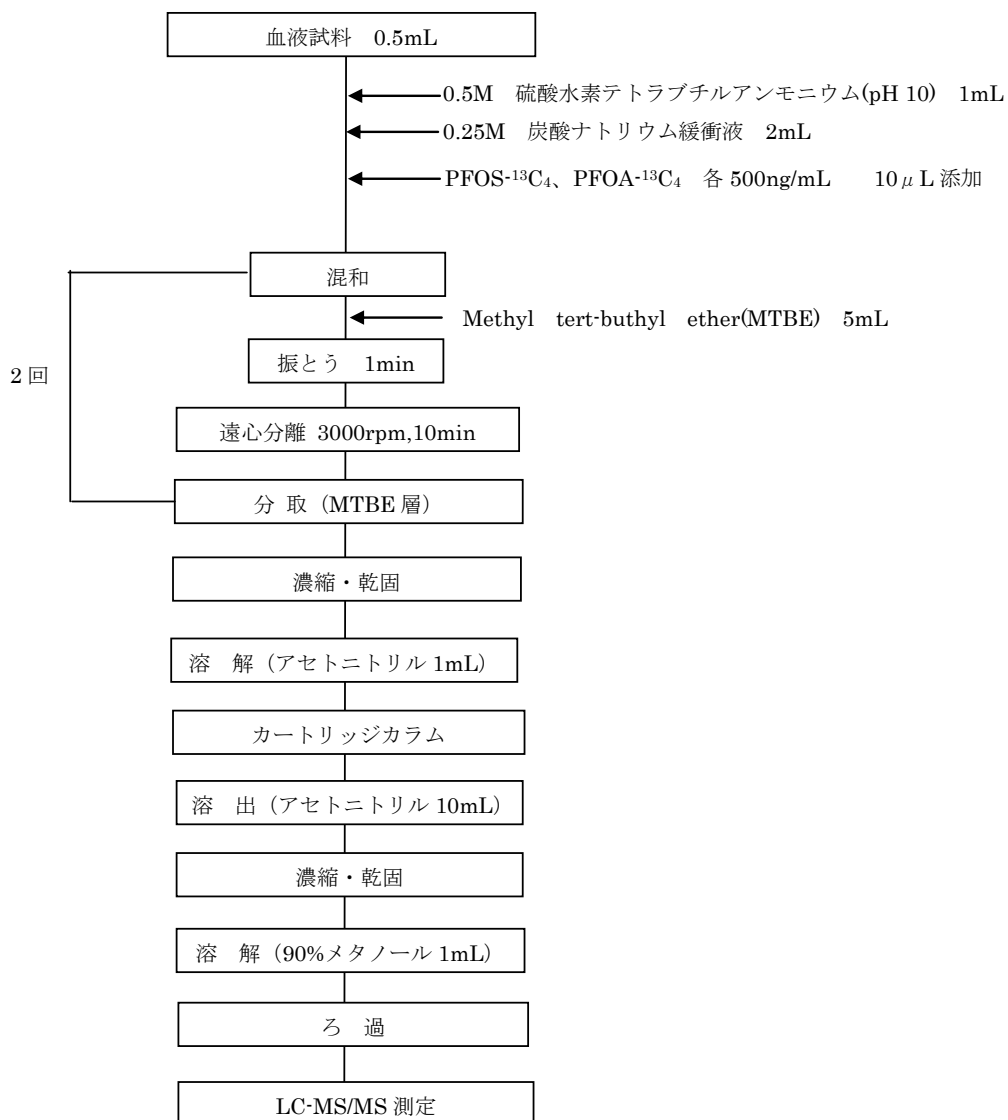 血液試料 0.5mL
0.5M 硫酸水素テトラブチルアンモニウム(pH 10) 1mL
0.25M 炭酸ナトリウム緩衝液 2mL
PFOS-¹³C₄、PFOA-¹³C₄ 各 500ng/mL 10μL 添加
混和
Methyl tert-buthyl ether(MTBE) 5mL
振とう 1min
2 回
遠心分離 3000rpm,10min
分 取（MTBE 層）
濃縮・乾固
溶 解（アセトニトリル 1mL）
カートリッジカラム
溶 出（アセトニトリル 10mL）
濃縮・乾固
溶 解（90%メタノール 1mL）
ろ 過
LC-MS/MS 測定